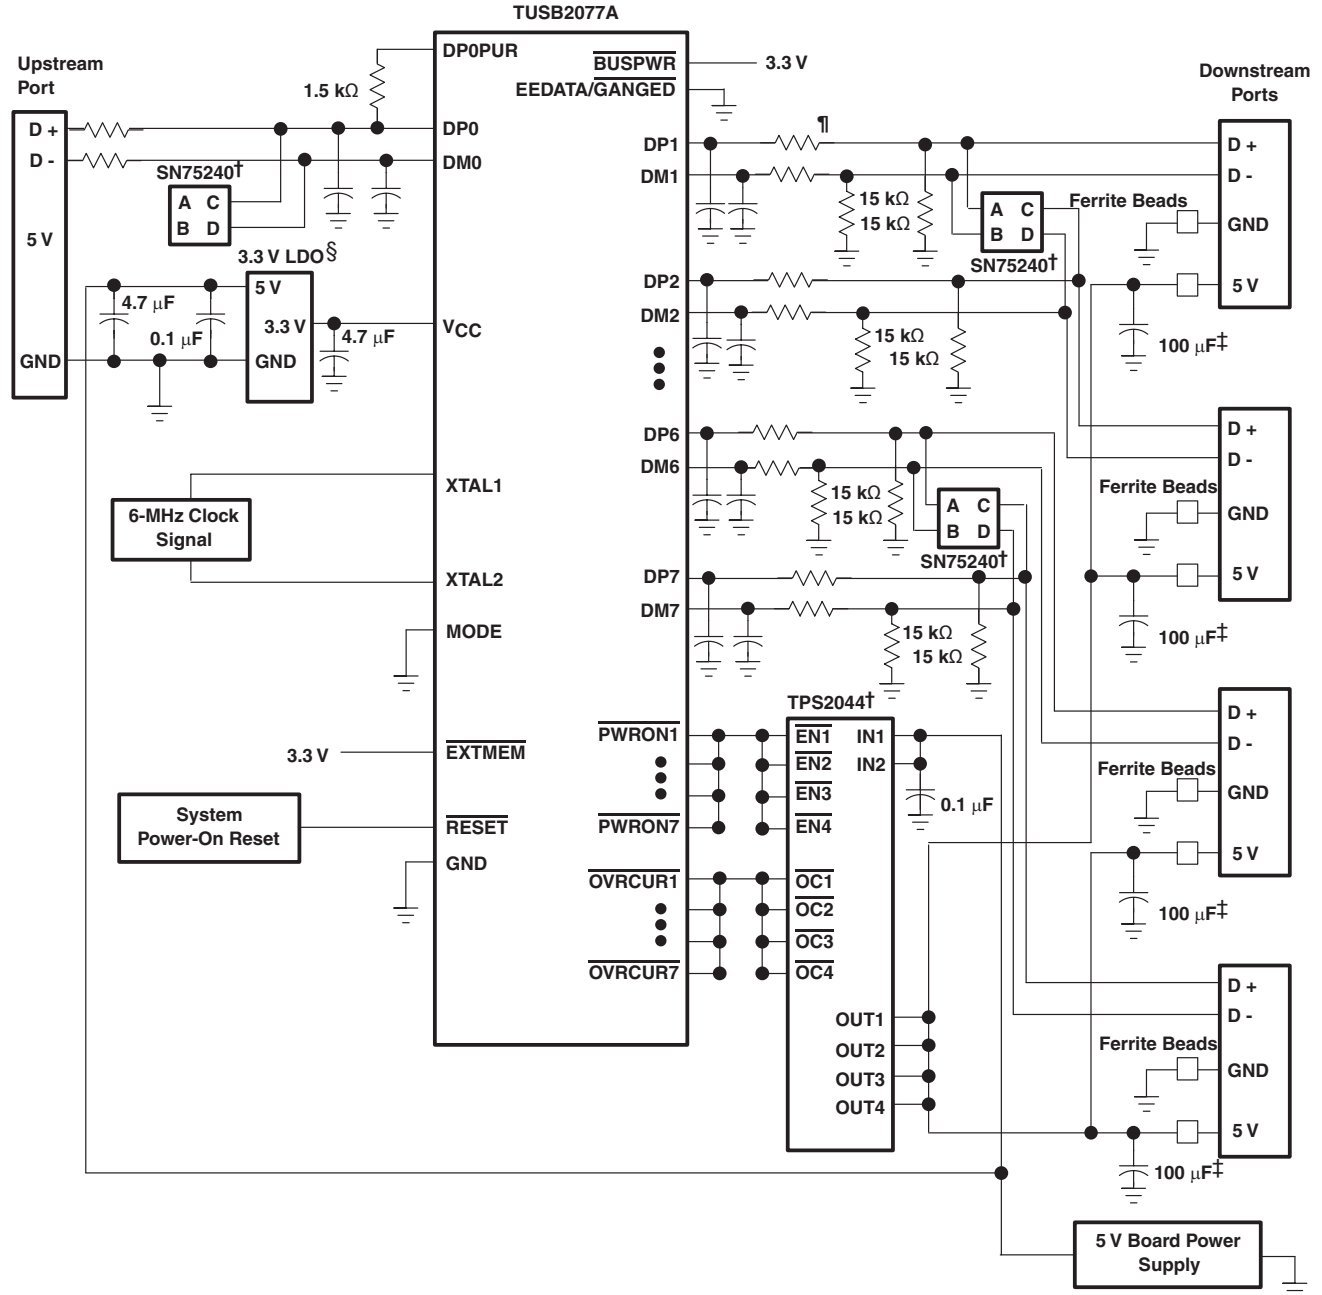 TUSB2077A
Upstream
Port
D +
D -
5 V
GND
1.5 kΩ
SN75240†
A C
B D
3.3 V LDO§
5 V
3.3 V
GND
4.7 μF
0.1 μF
4.7 μF
6-MHz Clock
Signal
3.3 V
System
Power-On Reset
DP0PUR
DP0
DM0
VCC
XTAL1
XTAL2
MODE
EXTMEM
RESET
GND
BUSPWR
3.3 V
EEDATA/GANGED
DP1
¶
DM1
15 kΩ
15 kΩ
A C
B D
SN75240†
DP2
DM2
15 kΩ
15 kΩ
DP6
DM6
15 kΩ
15 kΩ
A C
B D
SN75240†
DP7
DM7
15 kΩ
15 kΩ
PWRON1
PWRON7
OVRCUR1
OVRCUR7
TPS2044†
EN1
EN2
EN3
EN4
OC1
OC2
OC3
OC4
IN1
IN2
0.1 μF
OUT1
OUT2
OUT3
OUT4
Downstream
Ports
D +
D -
Ferrite Beads
GND
5 V
100 μF‡
D +
D -
Ferrite Beads
GND
5 V
100 μF‡
D +
D -
Ferrite Beads
GND
5 V
100 μF‡
D +
D -
Ferrite Beads
GND
5 V
100 μF‡
5 V Board Power
Supply